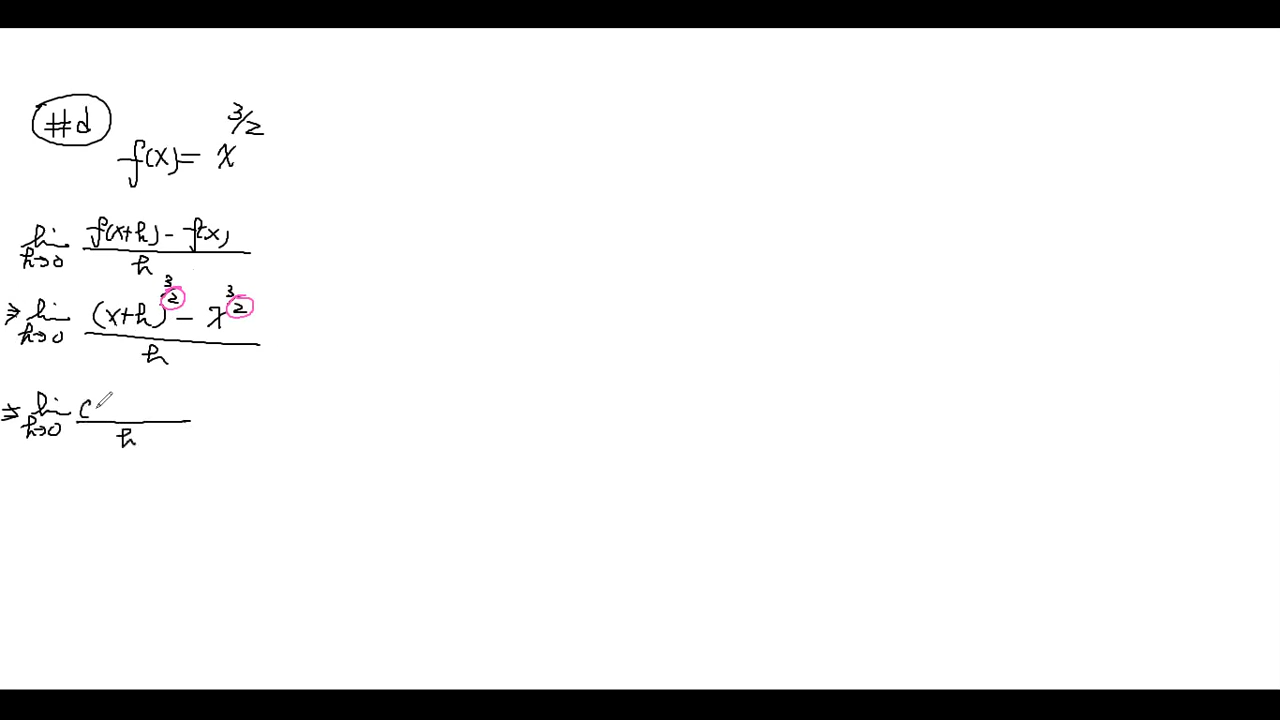 #d
f(x) = x^3/2
lim h→0 f(x+h) - f(x) / h
⇒ lim h→0 (x+h)^3/2 - x^3/2 / h
⇒ lim h→0 ( / h